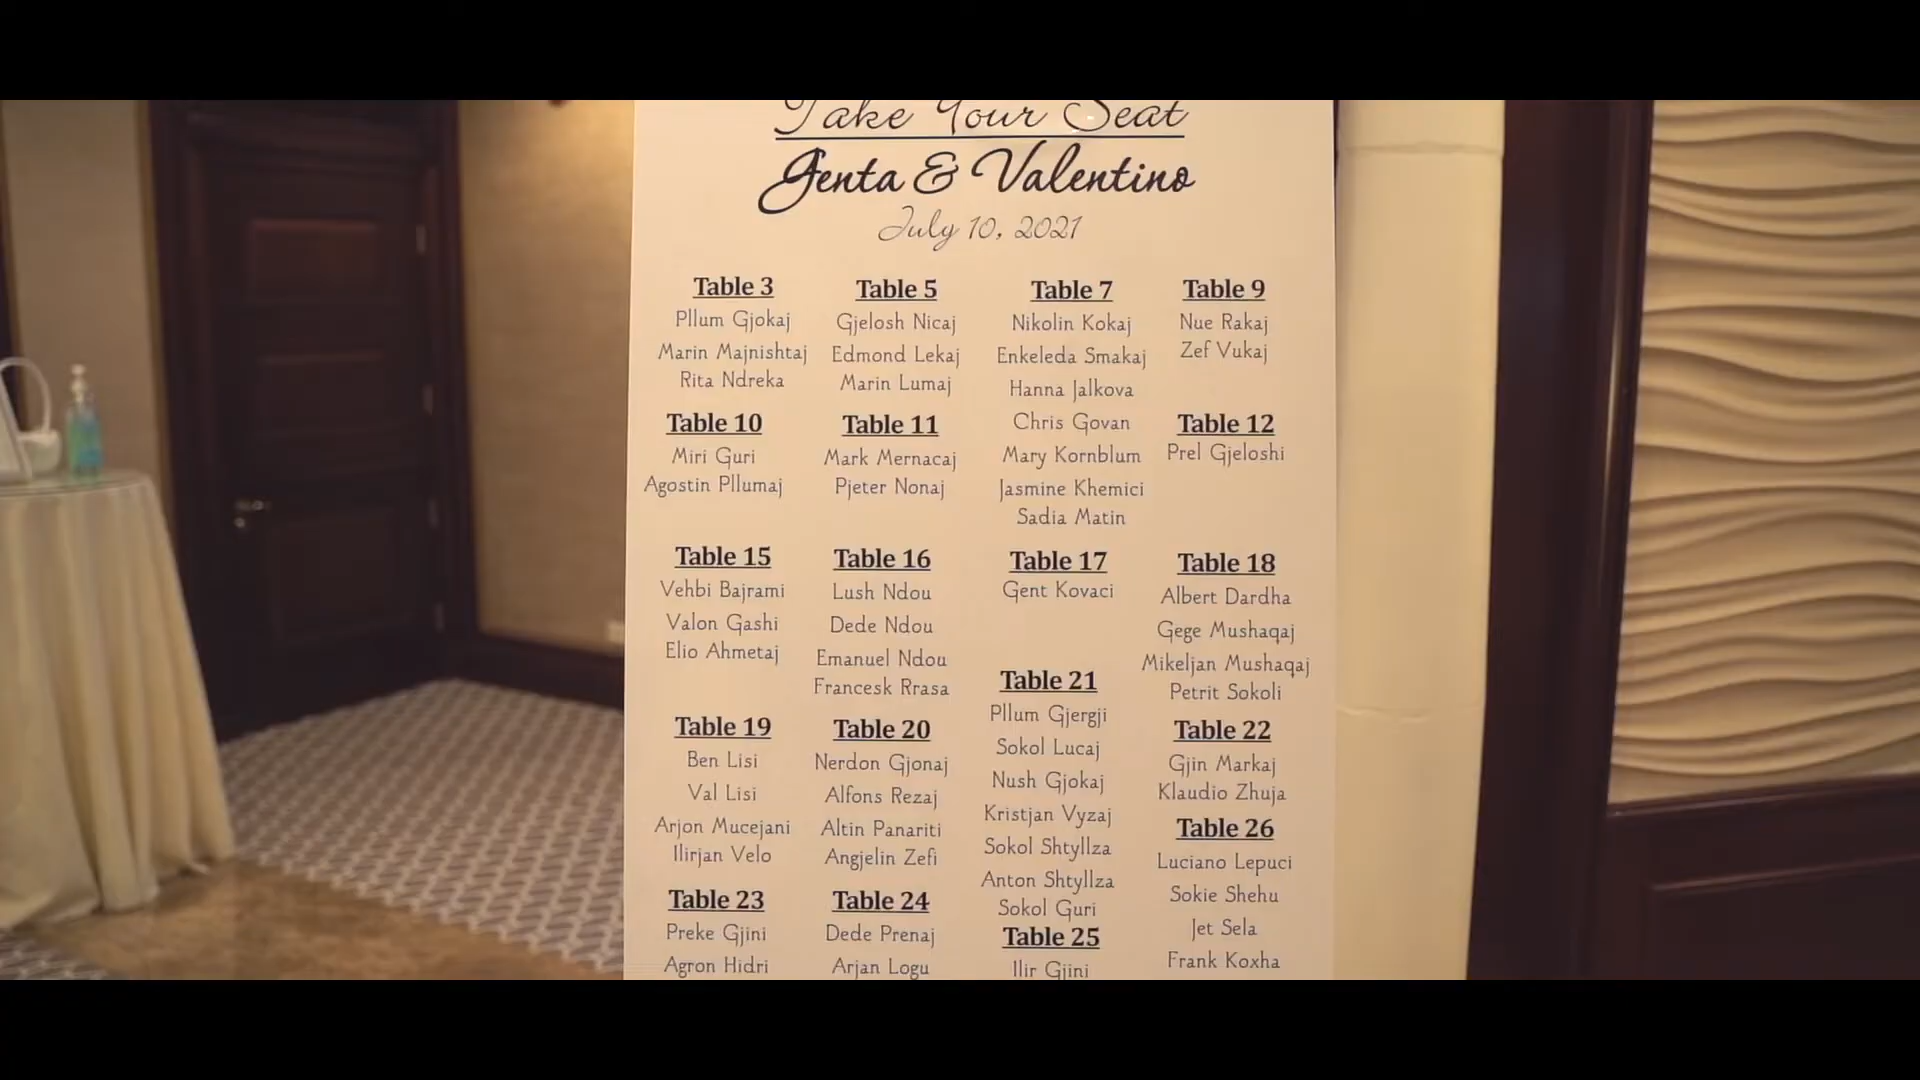 Take Your Seat
Genta & Valentino
July 10, 2021
Table 3
Pllum Gjokaj
Marin Majnishtaj
Rita Ndreka
Table 5
Gjelosh Nicaj
Edmond Lekaj
Marin Lumaj
Table 7
Nikolin Kokaj
Enkeleda Smakaj
Hanna Jalkova
Chris Govan
Mary Kornblum
Jasmine Khemici
Sadia Matin
Table 9
Nue Rakaj
Zef Vukaj
Table 10
Miri Guri
Agostin Pllumaj
Table 11
Mark Mernacaj
Pjeter Nonaj
Table 12
Prel Gjeloshi
Table 15
Vehbi Bajrami
Valon Gashi
Elio Ahmetaj
Table 16
Lush Ndou
Dede Ndou
Emanuel Ndou
Francesk Rrasa
Table 17
Gent Kovaci
Table 18
Albert Dardha
Gege Mushaqaj
Mikeljan Mushaqaj
Petrit Sokoli
Table 19
Ben Lisi
Val Lisi
Arjon Mucejani
Ilirjan Velo
Table 20
Nerdon Gjonaj
Alfons Rezaj
Altin Panariti
Angjelin Zefi
Table 21
Pllum Gjergji
Sokol Lucaj
Nush Gjokaj
Kristjan Vyzaj
Sokol Shtyllza
Anton Shtyllza
Sokol Guri
Table 22
Gjin Markaj
Klaudio Zhuja
Table 23
Preke Gjini
Agron Hidri
Table 24
Dede Prenaj
Arjan Logu
Table 25
Ilir Gjini
Table 26
Luciano Lepuci
Sokie Shehu
Jet Sela
Frank Koxha